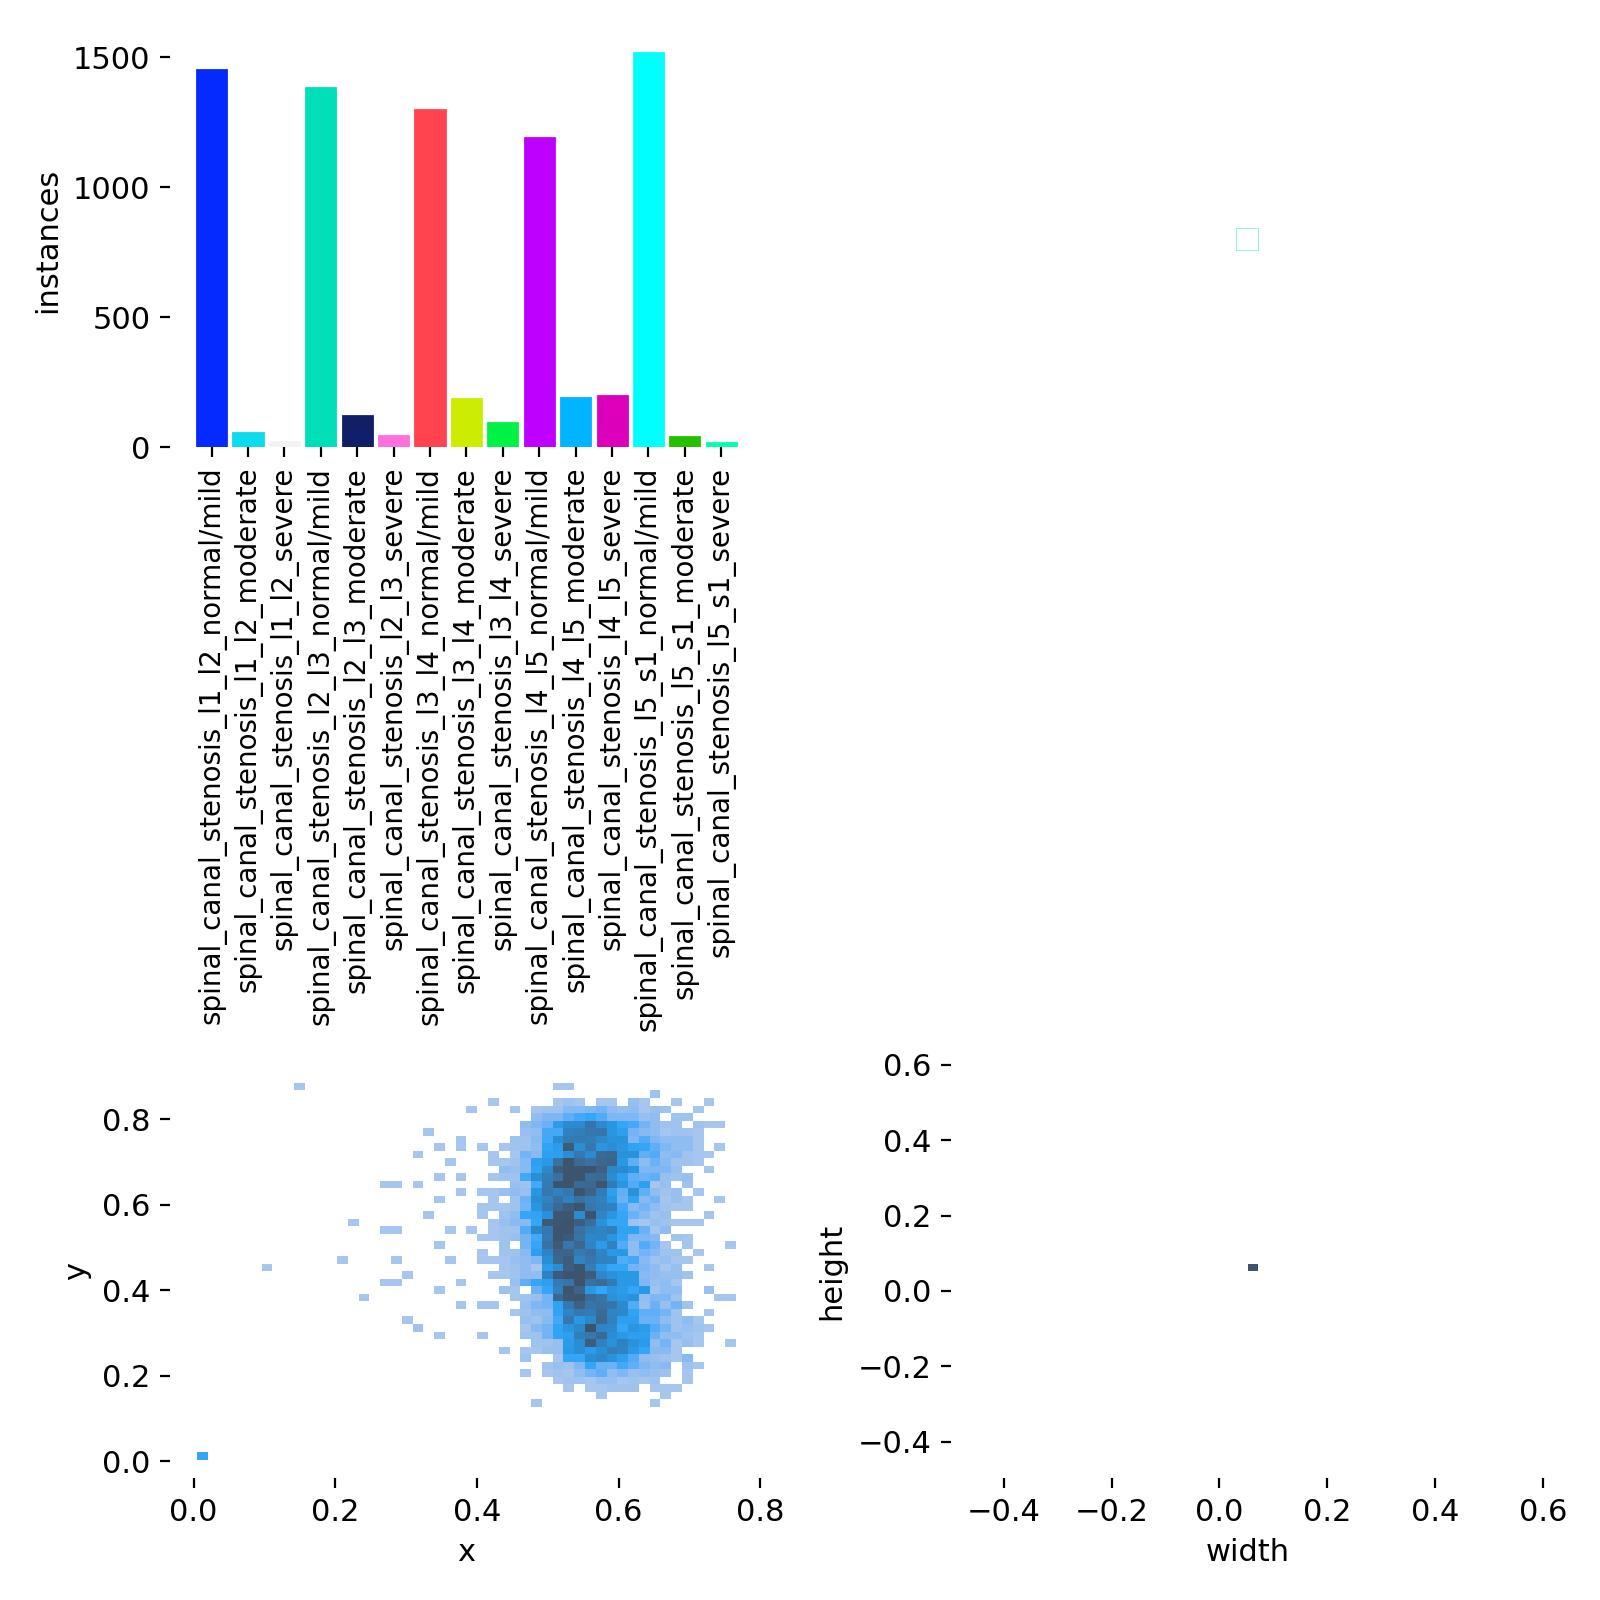 instances
1500
1000
500
0
spinal_canal_stenosis_l1_l2_normal/mild
spinal_canal_stenosis_l1_l2_moderate
spinal_canal_stenosis_l1_l2_severe
spinal_canal_stenosis_l2_l3_normal/mild
spinal_canal_stenosis_l2_l3_moderate
spinal_canal_stenosis_l2_l3_severe
spinal_canal_stenosis_l3_l4_normal/mild
spinal_canal_stenosis_l3_l4_moderate
spinal_canal_stenosis_l3_l4_severe
spinal_canal_stenosis_l4_l5_normal/mild
spinal_canal_stenosis_l4_l5_moderate
spinal_canal_stenosis_l4_l5_severe
spinal_canal_stenosis_l5_s1_normal/mild
spinal_canal_stenosis_l5_s1_moderate
spinal_canal_stenosis_l5_s1_severe
y
0.8
0.6
0.4
0.2
0.0
0.0 0.2 0.4 0.6 0.8
x
height
0.6
0.4
0.2
0.0
−0.2
−0.4
−0.4 −0.2 0.0 0.2 0.4 0.6
width